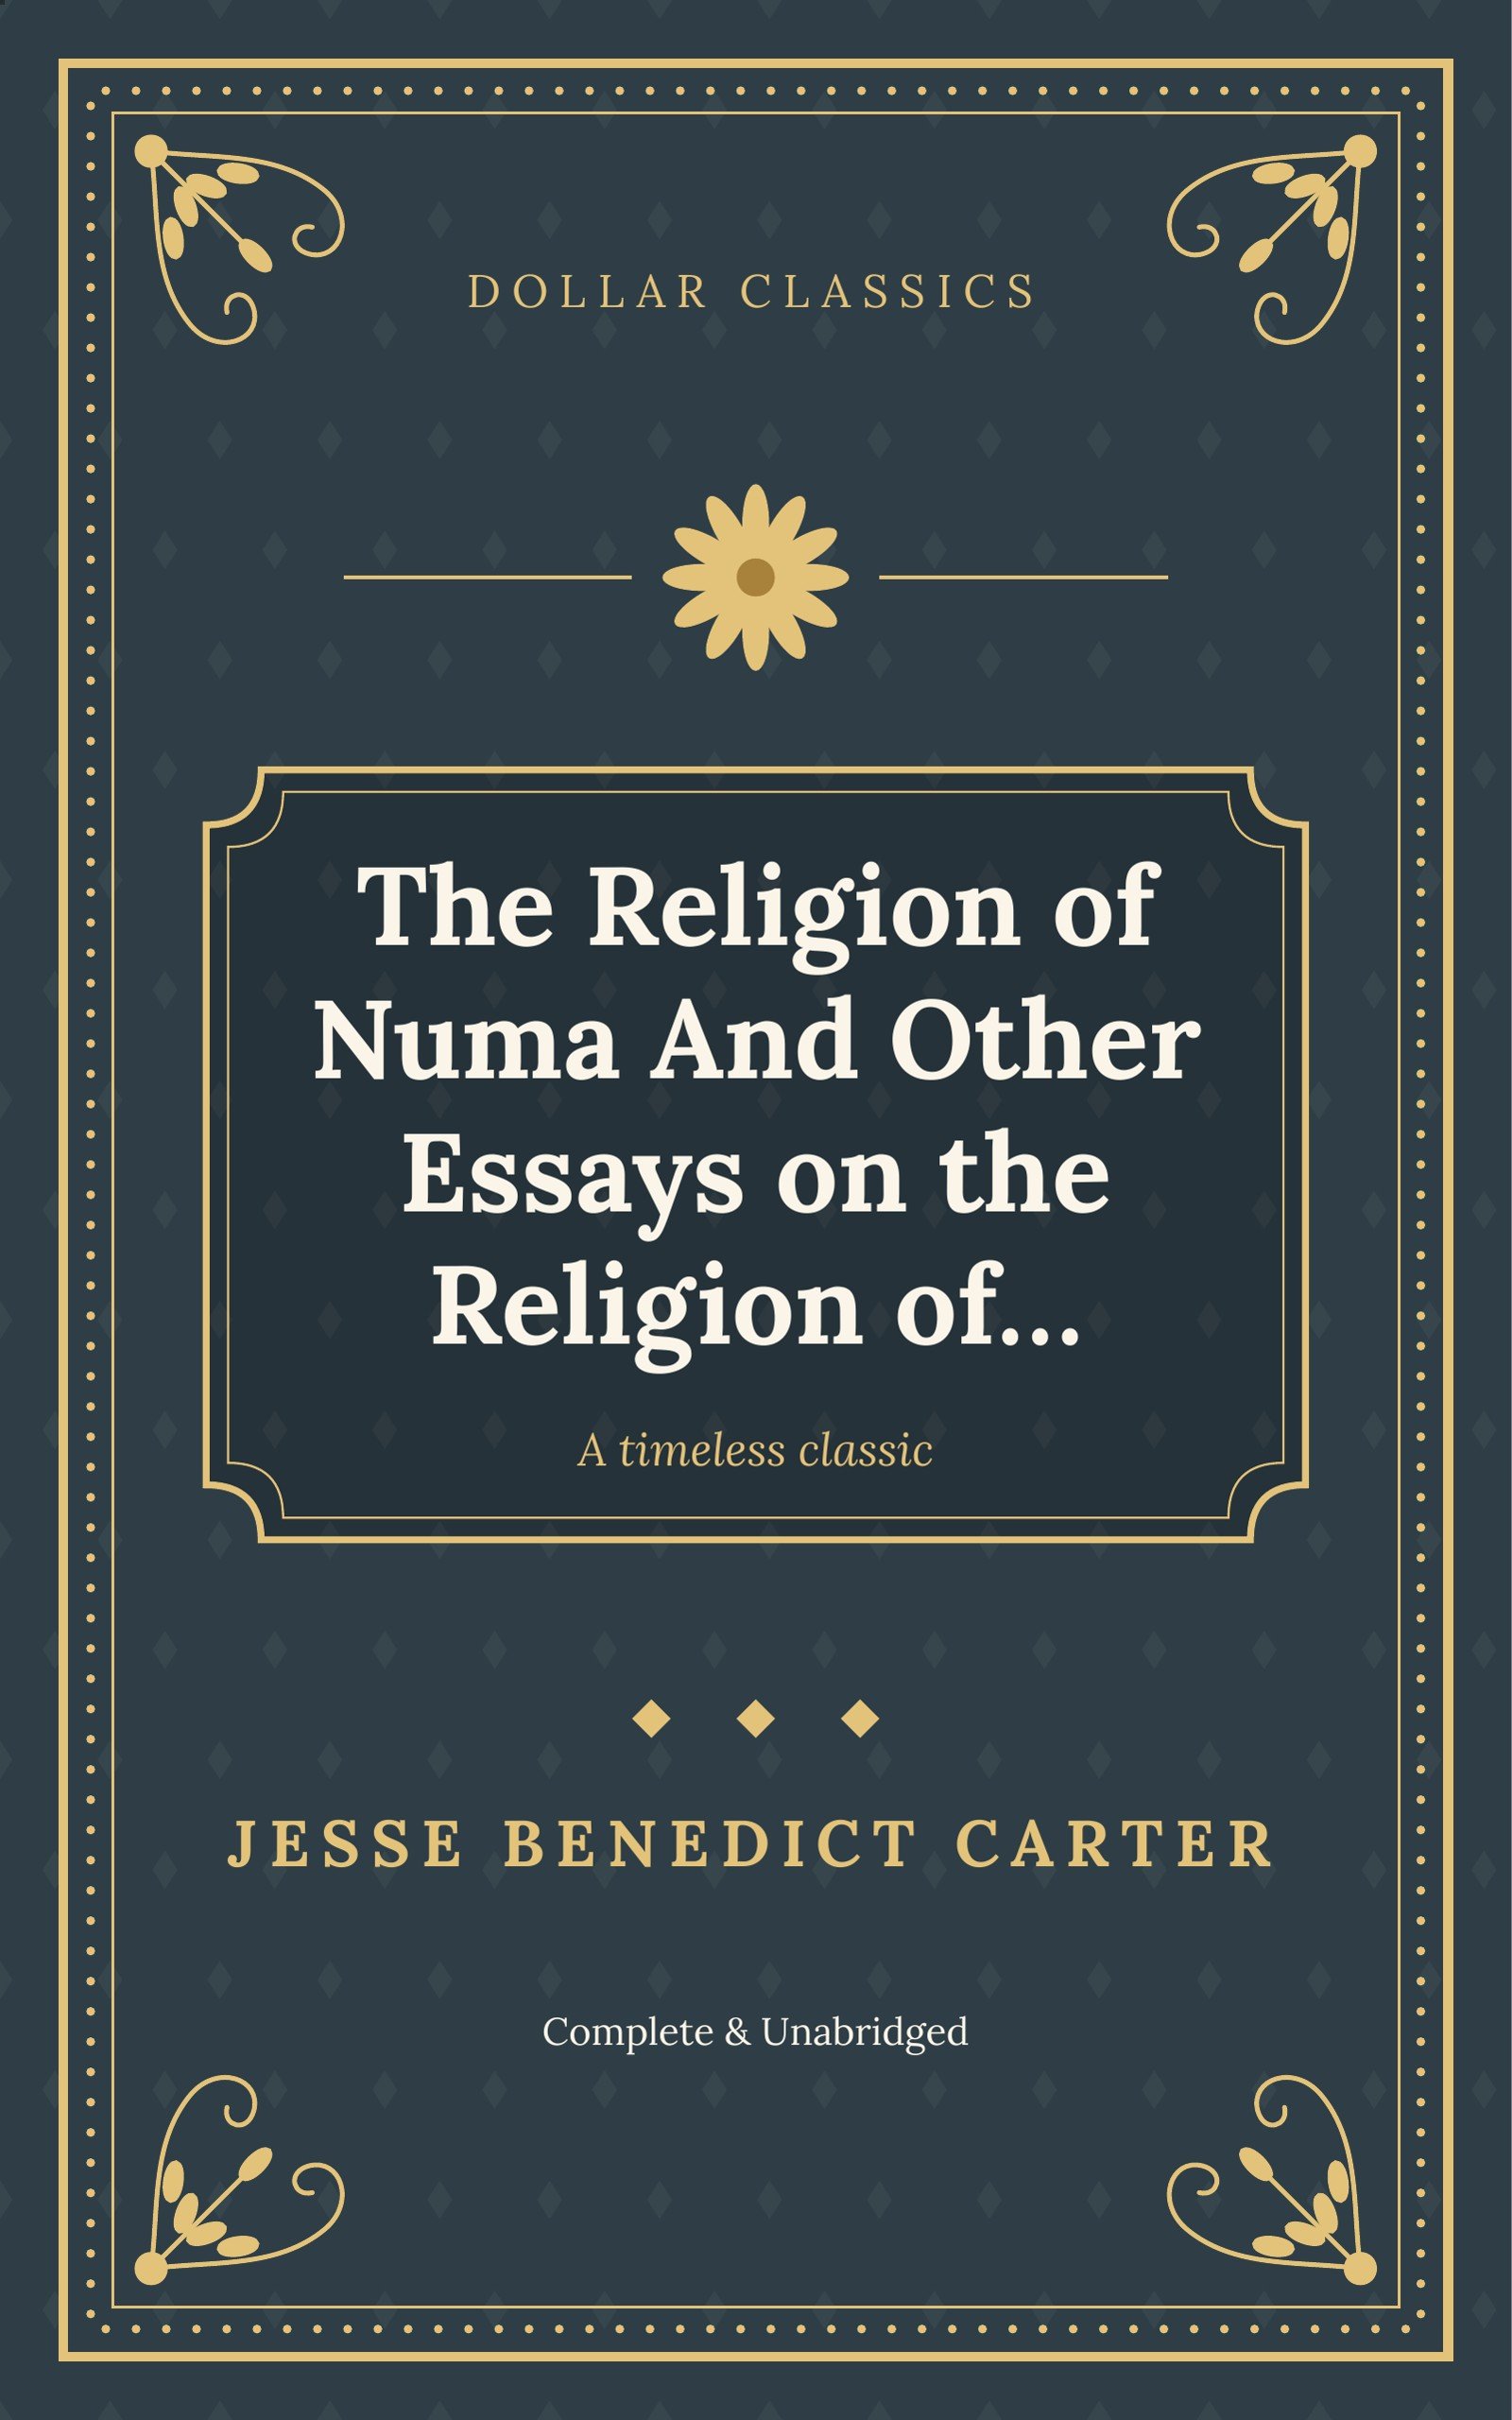 DOLLAR CLASSICS
The Religion of
Numa And Other
Essays on the
Religion of...
A timeless classic
JESSE BENEDICT CARTER
Complete & Unabridged